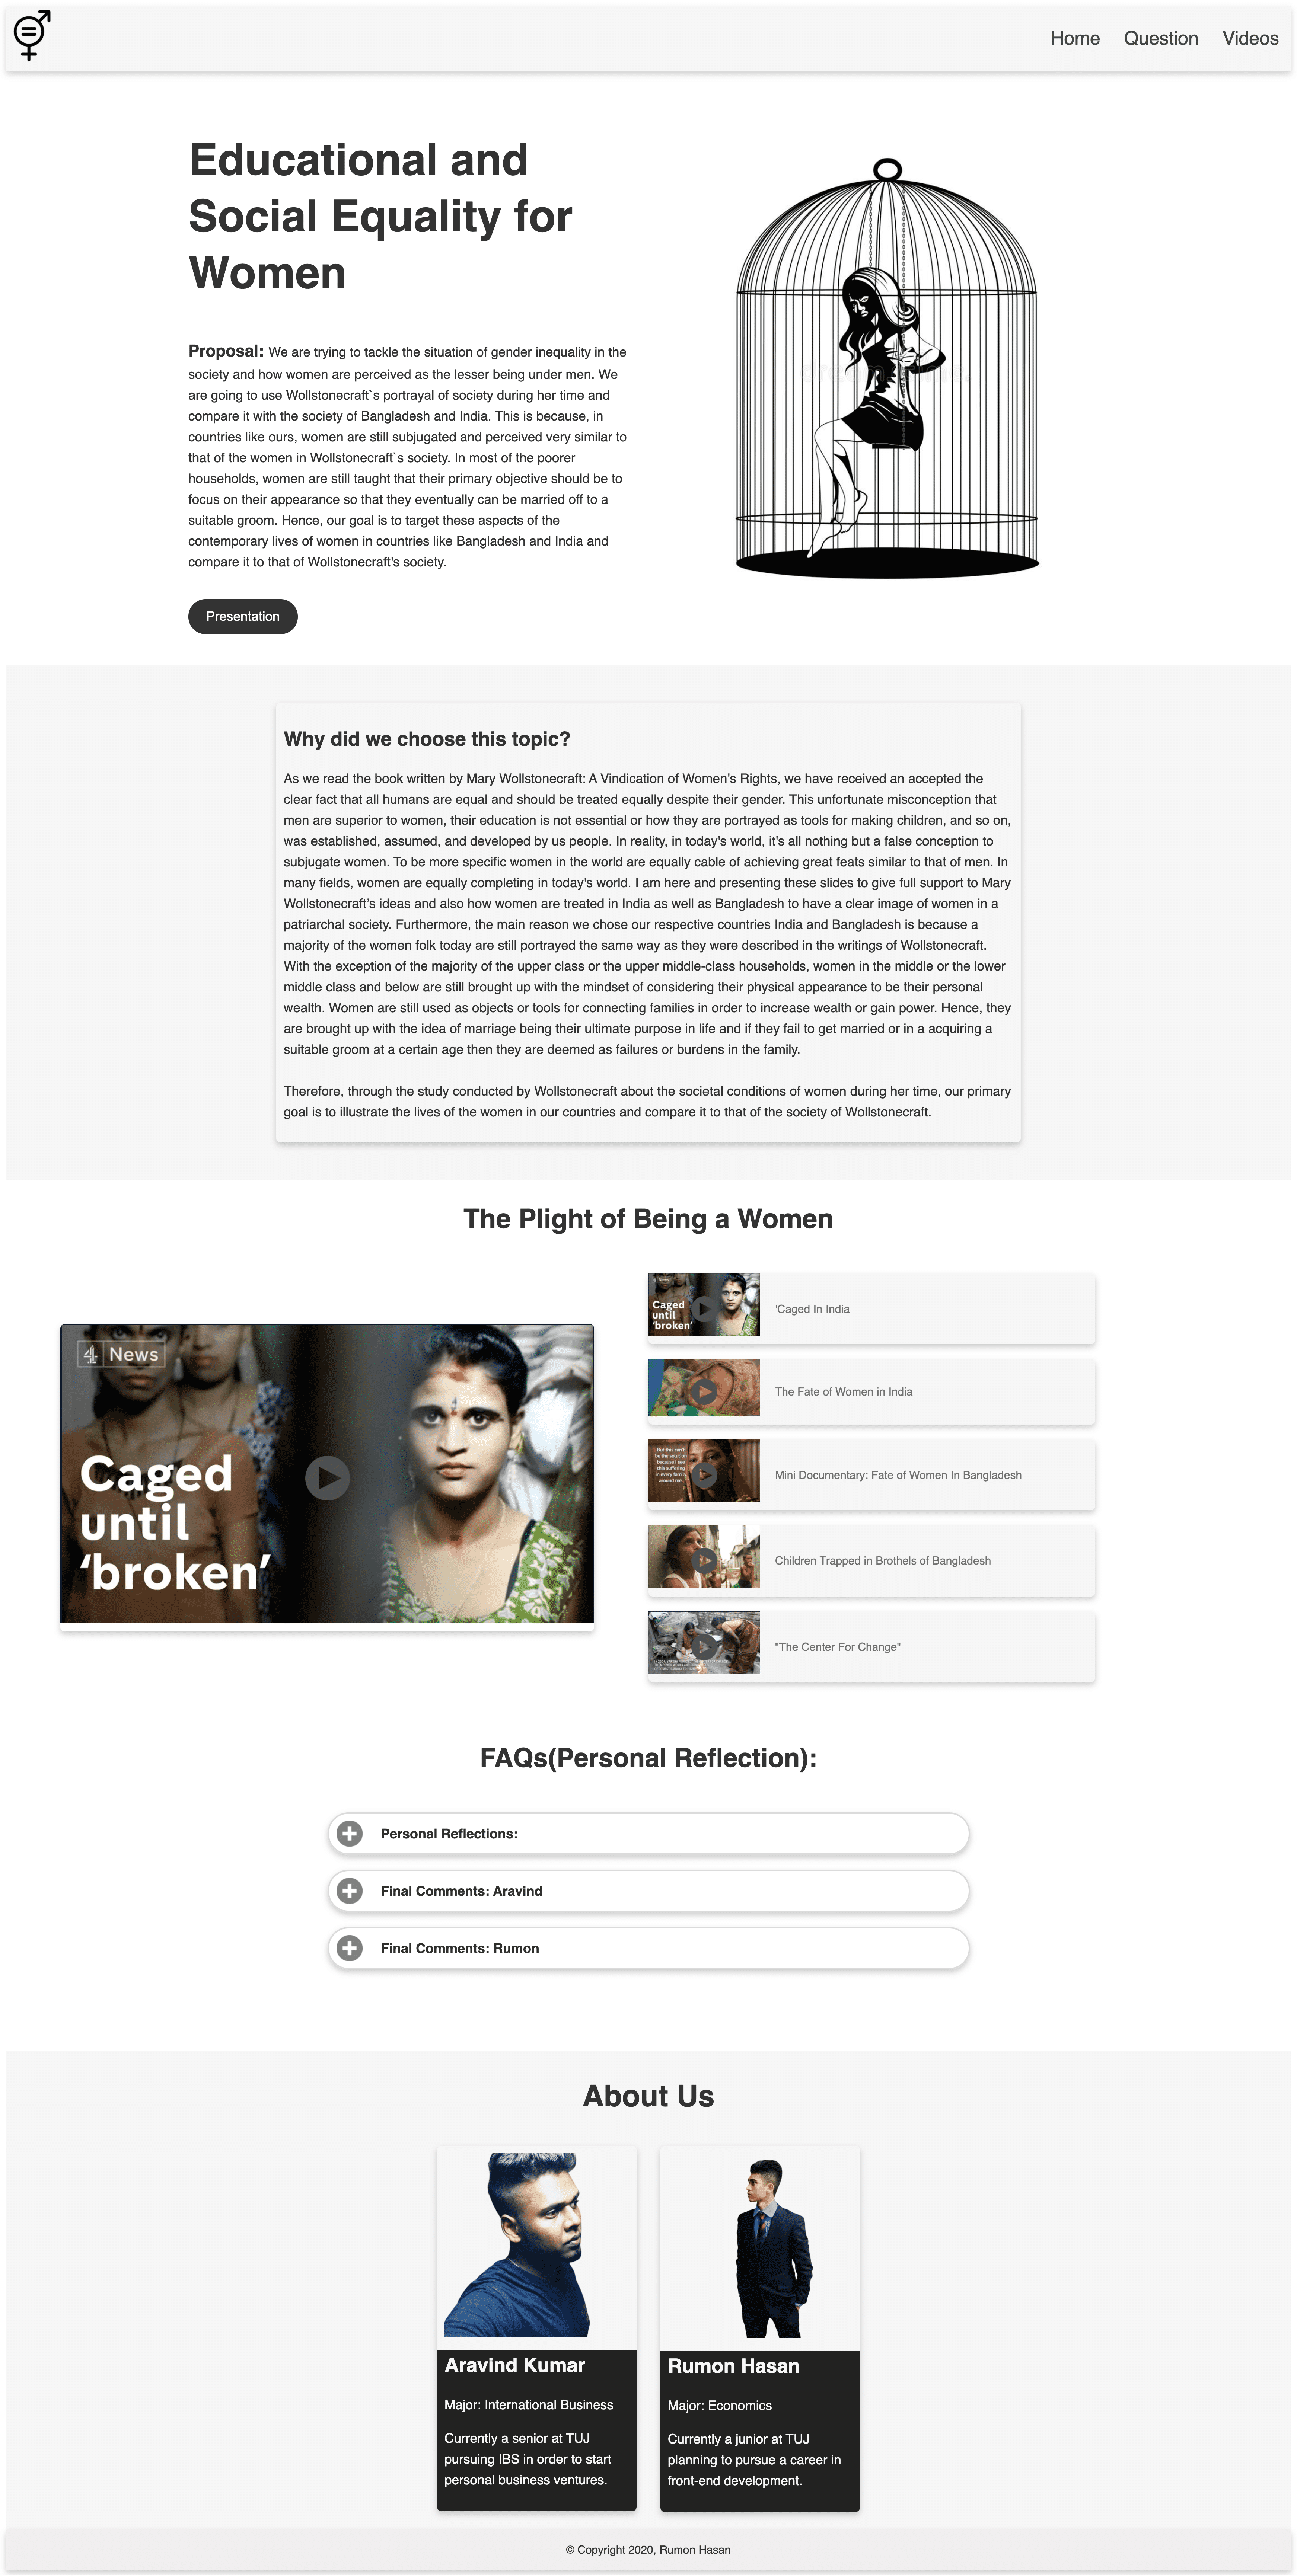 Home Question Videos
Educational and
Social Equality for
Women
Proposal: We are trying to tackle the situation of gender inequality in the
society and how women are perceived as the lesser being under men. We
are going to use Wollstonecraft`s portrayal of society during her time and
compare it with the society of Bangladesh and India. This is because, in
countries like ours, women are still subjugated and perceived very similar to
that of the women in Wollstonecraft`s society. In most of the poorer
households, women are still taught that their primary objective should be to
focus on their appearance so that they eventually can be married off to a
suitable groom. Hence, our goal is to target these aspects of the
contemporary lives of women in countries like Bangladesh and India and
compare it to that of Wollstonecraft's society.
Presentation
Why did we choose this topic?
As we read the book written by Mary Wollstonecraft: A Vindication of Women's Rights, we have received an accepted the
clear fact that all humans are equal and should be treated equally despite their gender. This unfortunate misconception that
men are superior to women, their education is not essential or how they are portrayed as tools for making children, and so on,
was established, assumed, and developed by us people. In reality, in today's world, it's all nothing but a false conception to
subjugate women. To be more specific women in the world are equally cable of achieving great feats similar to that of men. In
many fields, women are equally completing in today's world. I am here and presenting these slides to give full support to Mary
Wollstonecraft's ideas and also how women are treated in India as well as Bangladesh to have a clear image of women in a
patriarchal society. Furthermore, the main reason we chose our respective countries India and Bangladesh is because a
majority of the women folk today are still portrayed the same way as they were described in the writings of Wollstonecraft.
With the exception of the majority of the upper class or the upper middle-class households, women in the middle or the lower
middle class and below are still brought up with the mindset of considering their physical appearance to be their personal
wealth. Women are still used as objects or tools for connecting families in order to increase wealth or gain power. Hence, they
are brought up with the idea of marriage being their ultimate purpose in life and if they fail to get married or in a acquiring a
suitable groom at a certain age then they are deemed as failures or burdens in the family.
Therefore, through the study conducted by Wollstonecraft about the societal conditions of women during her time, our primary
goal is to illustrate the lives of the women in our countries and compare it to that of the society of Wollstonecraft.
The Plight of Being a Women
4 News
Caged
until
‘broken’
News
Caged
until
‘broken’
'Caged In India
The Fate of Women in India
But this can't
be the solution
because I see
this suffering
in every family
around me.
Mini Documentary: Fate of Women In Bangladesh
Children Trapped in Brothels of Bangladesh
"The Center For Change"
FAQs(Personal Reflection):
Personal Reflections:
Final Comments: Aravind
Final Comments: Rumon
About Us
Aravind Kumar
Major: International Business
Currently a senior at TUJ
pursuing IBS in order to start
personal business ventures.
Rumon Hasan
Major: Economics
Currently a junior at TUJ
planning to pursue a career in
front-end development.
© Copyright 2020, Rumon Hasan